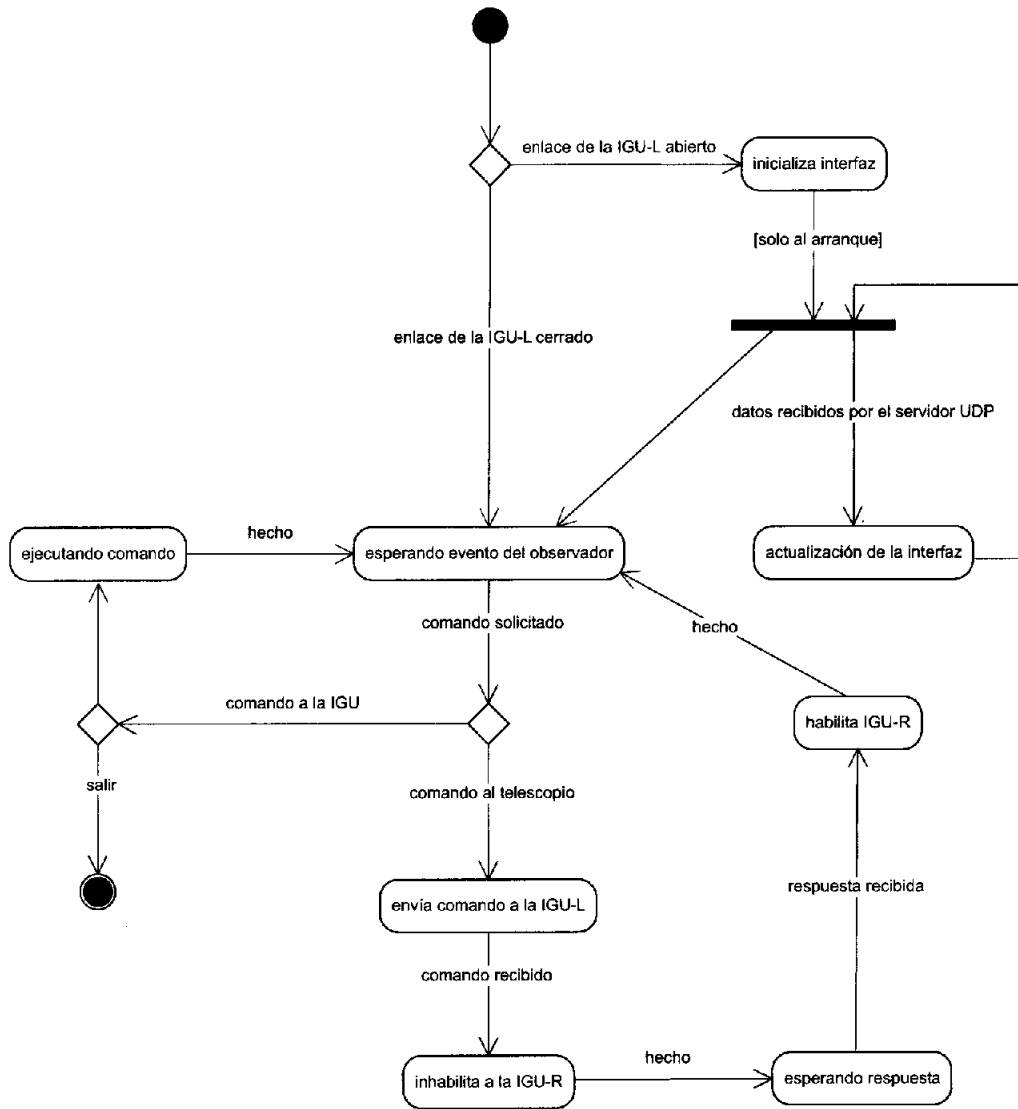 enlace de la IGU-L abierto
inicializa interfaz
[solo al arranque]
enlace de la IGU-L cerrado
datos recibidos por el servidor UDP
ejecutando comando
hecho
esperando evento del observador
actualización de la interfaz
comando solicitado
hecho
comando a la IGU
habilita IGU-R
salir
comando al telescopio
envía comando a la IGU-L
respuesta recibida
comando recibido
inhabilita a la IGU-R
hecho
esperando respuesta